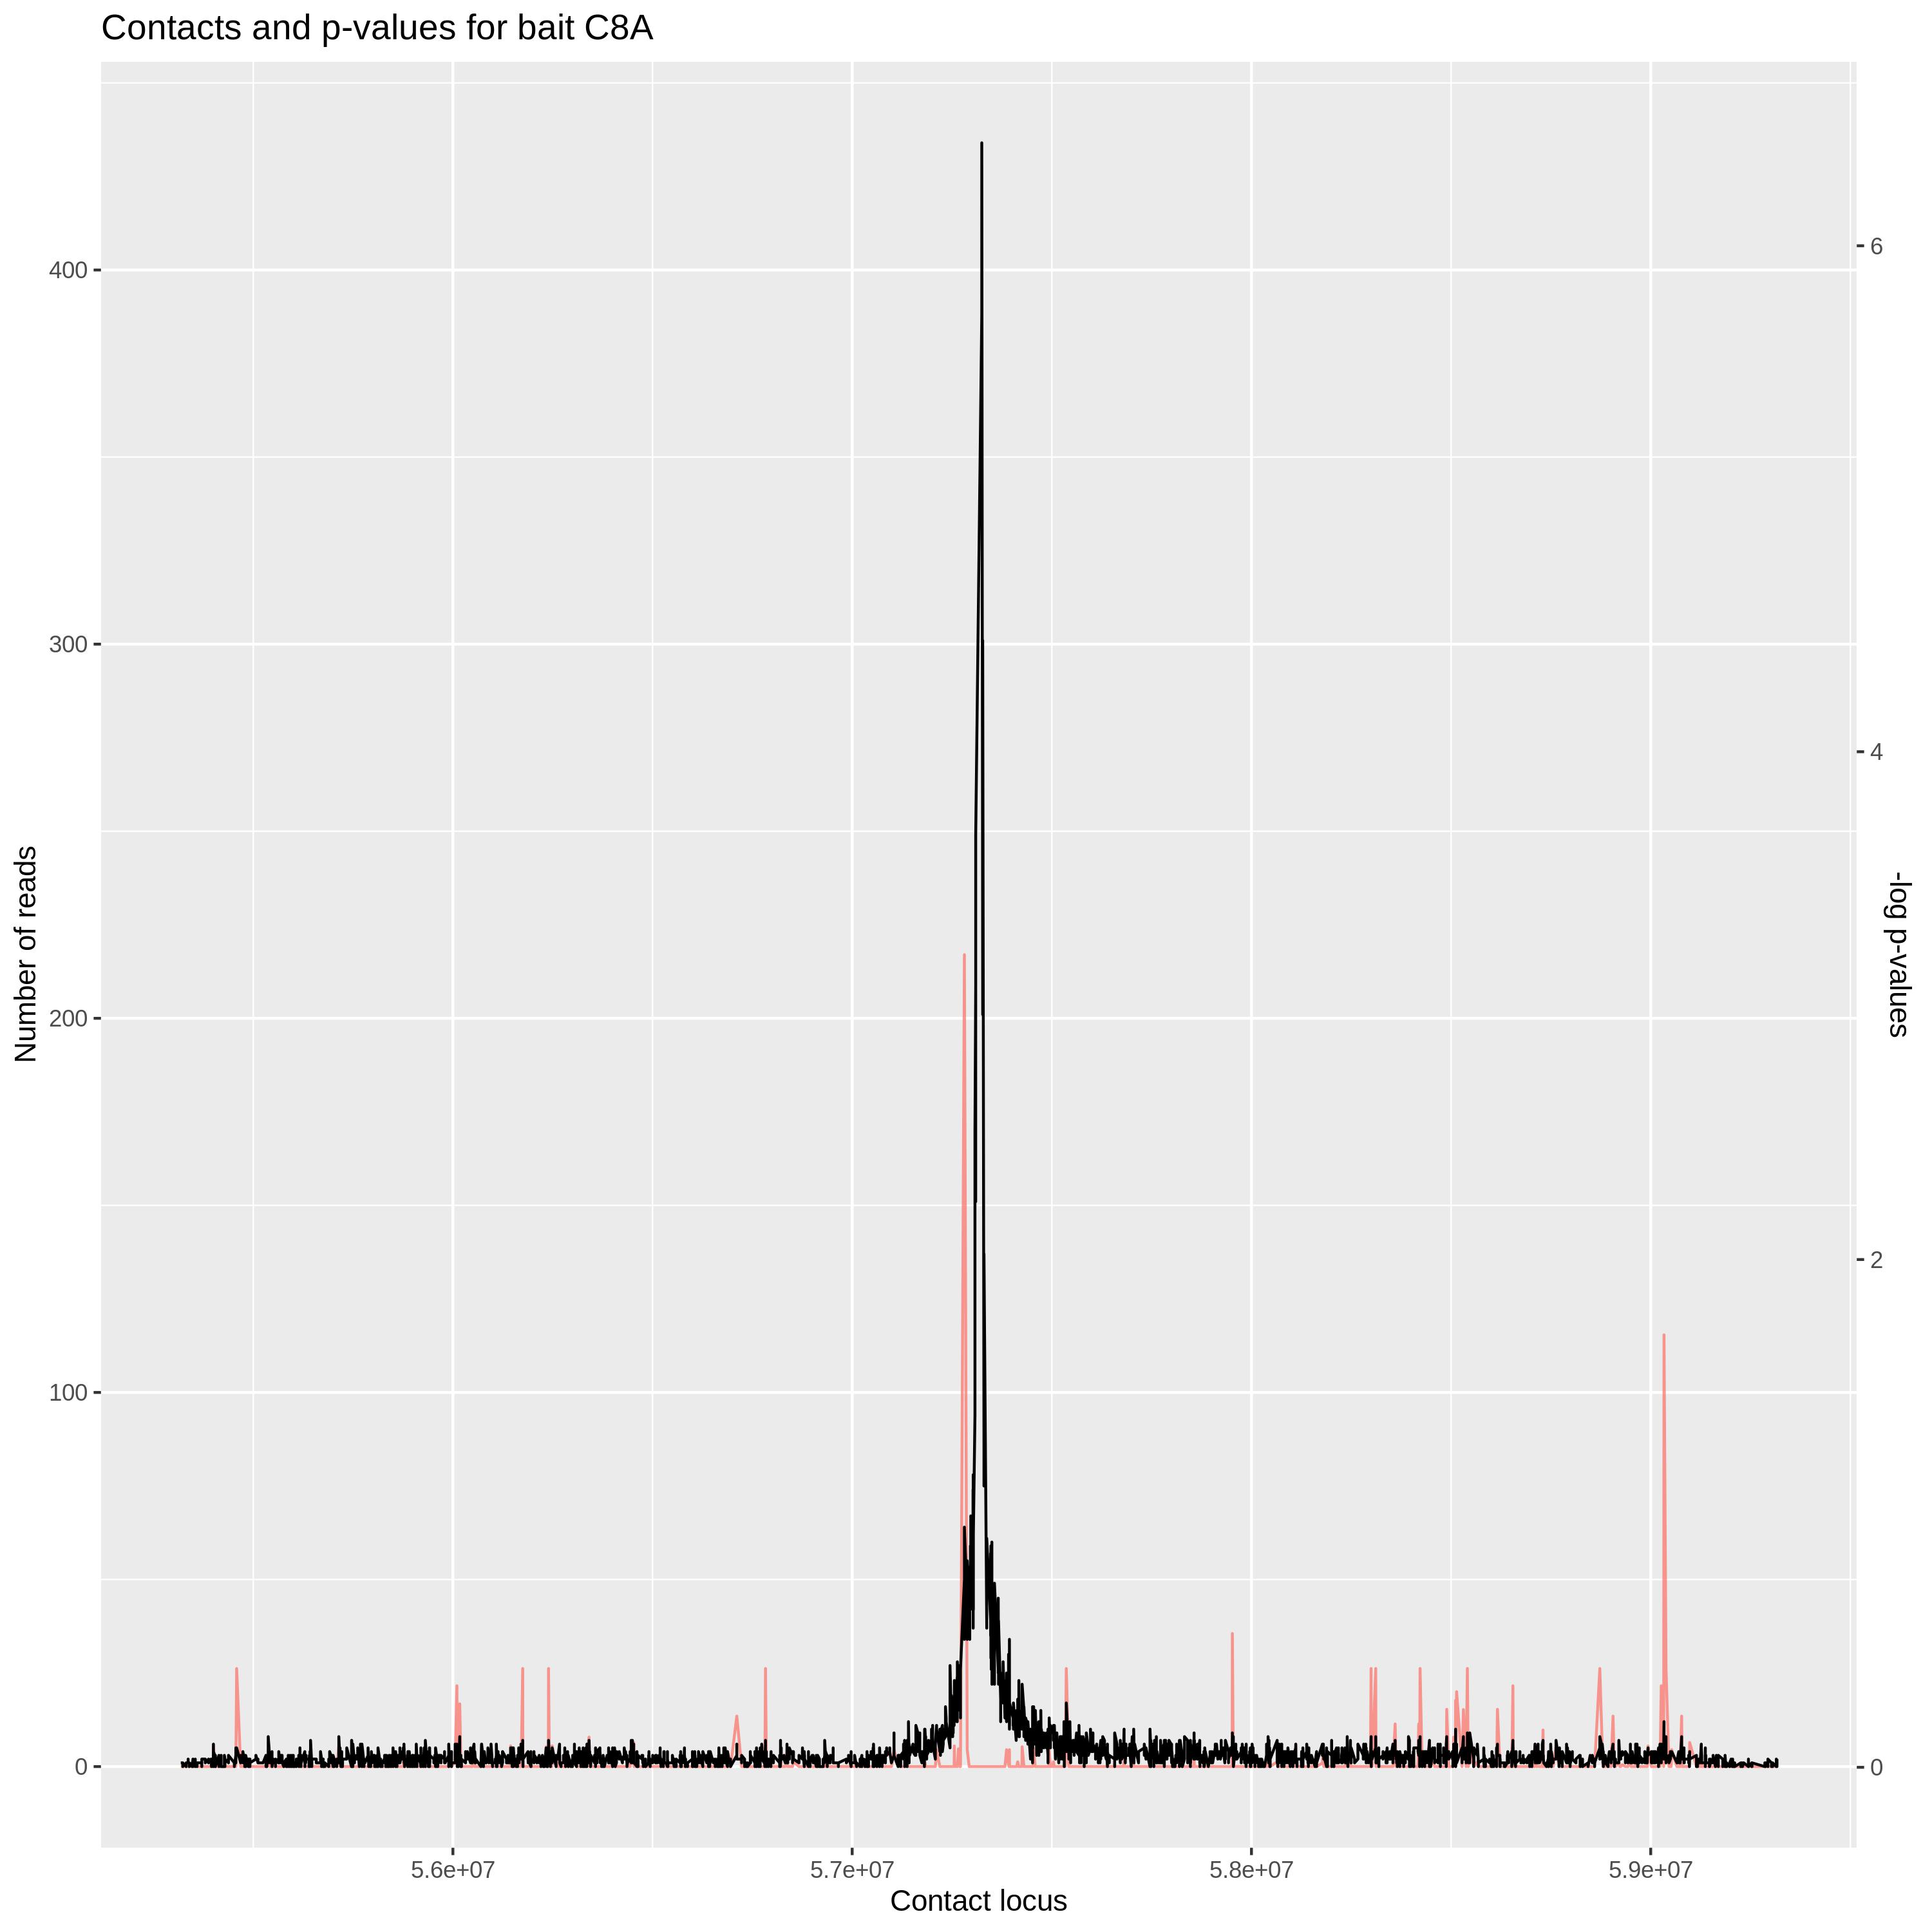 Contacts and p-values for bait C8A
400
300
200
100
0
6
4
2
0
Number of reads
-log p-values
5.6e+07 5.7e+07 5.8e+07 5.9e+07
Contact locus